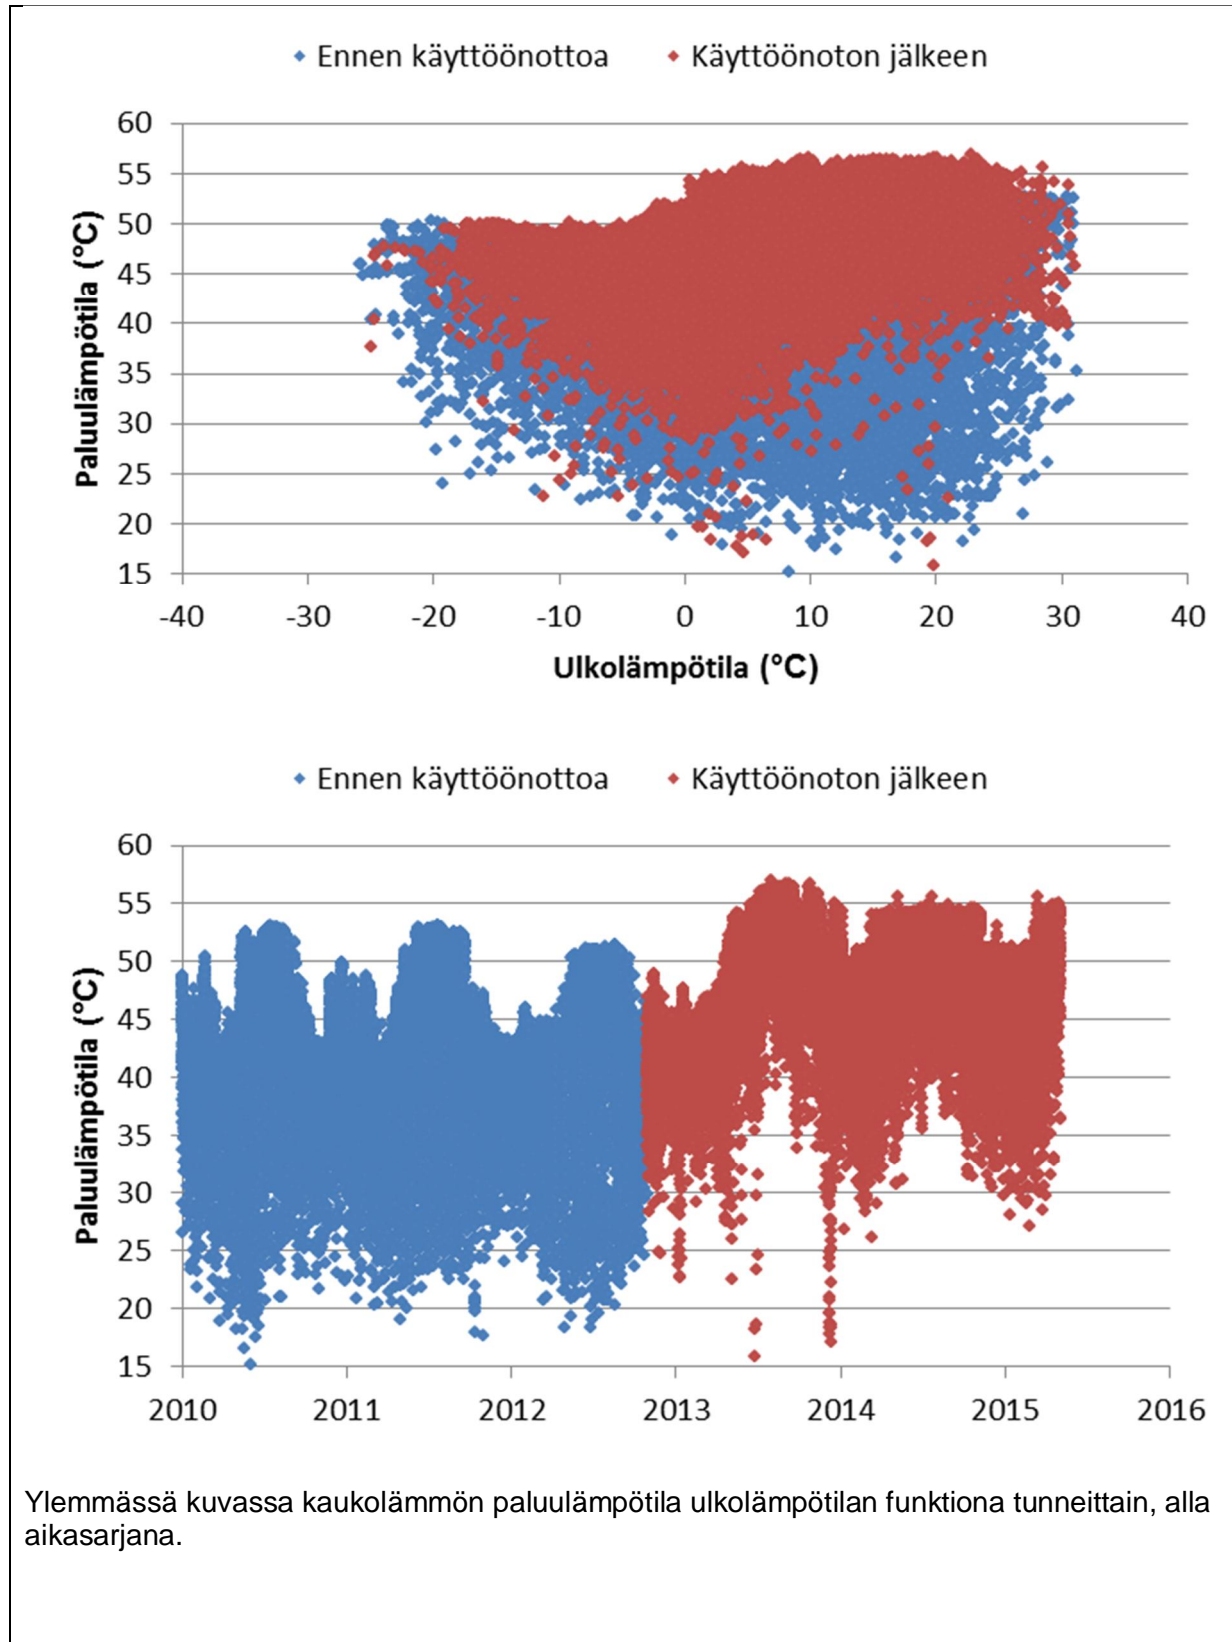 Ennen käyttöönottoa Käyttöönoton jälkeen
60
55
50
45
40
35
30
25
20
15
Paluulämpötila (°C)
-40 -30 -20 -10 0 10 20 30 40
Ulkolämpötila (°C)
Ennen käyttöönottoa Käyttöönoton jälkeen
60
55
50
45
40
35
30
25
20
15
Paluulämpötila (°C)
2010 2011 2012 2013 2014 2015 2016
Ylemmässä kuvassa kaukolämmön paluulämpötila ulkolämpötilan funktiona tunneittain, alla
aikasarjana.